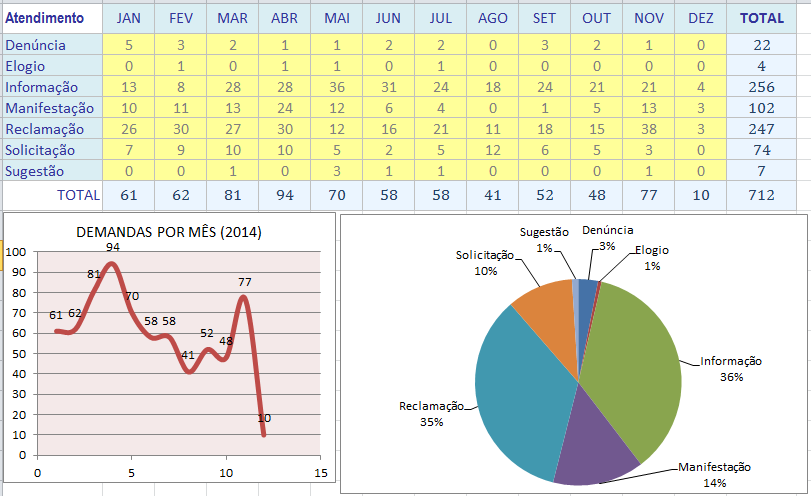 Atendimento JAN FEV MAR ABR MAI JUN JUL AGO SET OUT NOV DEZ TOTAL
Denúncia 5 3 2 1 1 2 2 0 3 2 1 0 22
Elogio 0 1 0 1 1 0 1 0 0 0 0 0 4
Informação 13 8 28 28 36 31 24 18 24 21 21 4 256
Manifestação 10 11 13 24 12 6 4 0 1 5 13 3 102
Reclamação 26 30 27 30 12 16 21 11 18 15 38 3 247
Solicitação 7 9 10 10 5 2 5 12 6 5 3 0 74
Sugestão 0 0 1 0 3 1 1 0 0 0 1 0 7
TOTAL 61 62 81 94 70 58 58 41 52 48 77 10 712
DEMANDAS POR MÊS (2014)
100
90
80
70
60
50
40
30
20
10
0
61 62 81 94 70 58 58 41 52 48 77 10
0 5 10 15
Sugestão
1%
Denúncia
3%
Elogio
1%
Solicitação
10%
Informação
36%
Reclamação
35%
Manifestação
14%